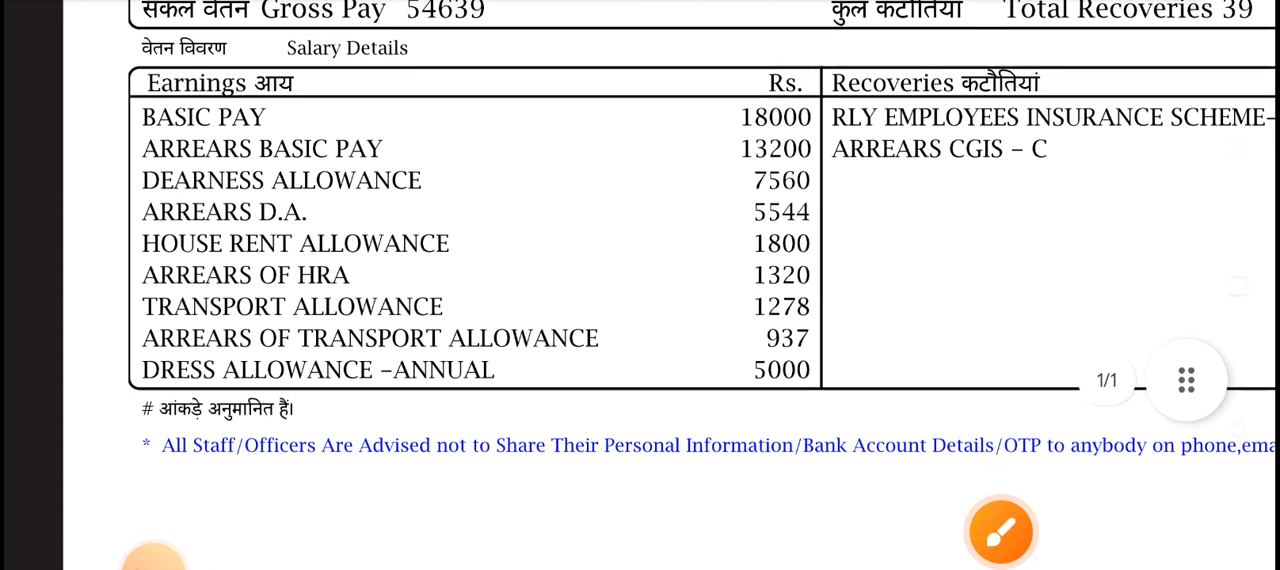 सकल वेतन Gross Pay 54639 कुल कटौतियां Total Recoveries 39
वेतन विवरण Salary Details
Earnings आय Rs. Recoveries कटौतियां
BASIC PAY 18000 RLY EMPLOYEES INSURANCE SCHEME-
ARREARS BASIC PAY 13200 ARREARS CGIS - C
DEARNESS ALLOWANCE 7560
ARREARS D.A. 5544
HOUSE RENT ALLOWANCE 1800
ARREARS OF HRA 1320
TRANSPORT ALLOWANCE 1278
ARREARS OF TRANSPORT ALLOWANCE 937
DRESS ALLOWANCE -ANNUAL 5000
1/1
# आंकड़े अनुमानित हैं।
* All Staff/Officers Are Advised not to Share Their Personal Information/Bank Account Details/OTP to anybody on phone,ema